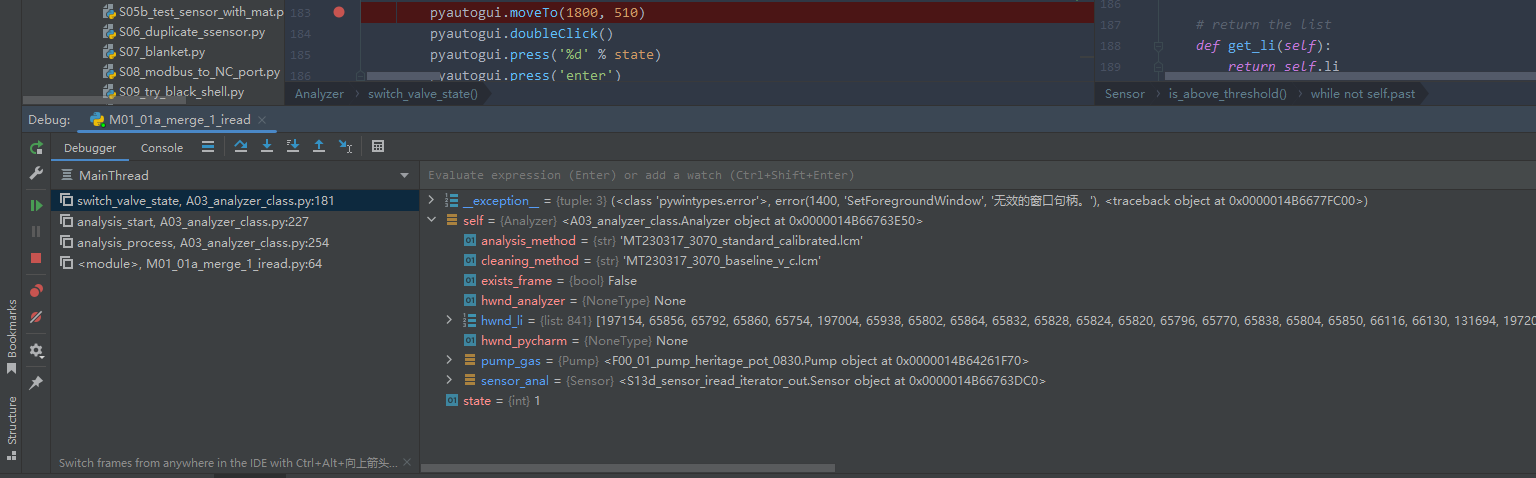 S05b_test_sensor_with_mat.p
S06_duplicate_ssensor.py
S07_blanket.py
S08_modbus_to_NC_port.py
S09_try_black_shell.py
183 pyautogui.moveTo(1800, 510)
184 pyautogui.doubleClick()
185 pyautogui.press('%d' % state)
186 pyautogui.press('enter')
Analyzer > switch_valve_state()
186
187 # return the list
188 def get_li(self):
189 return self.li
Sensor > is_above_threshold() > while not self.past
Debug: M01_01a_merge_1_iread ×
Debugger Console
MainThread
switch_valve_state, A03_analyzer_class.py:181
analysis_start, A03_analyzer_class.py:227
analysis_process, A03_analyzer_class.py:254
<module>, M01_01a_merge_1_iread.py:64
Switch frames from anywhere in the IDE with Ctrl+Alt+向上箭头... ×
Evaluate expression (Enter) or add a watch (Ctrl+Shift+Enter)
__exception__ = {tuple: 3} (<class 'pywintypes.error'>, error(1400, 'SetForegroundWindow', '无效的窗口句柄。'), <traceback object at 0x0000014B6677FC00>)
self = {Analyzer} <A03_analyzer_class.Analyzer object at 0x0000014B66763E50>
analysis_method = {str} 'MT230317_3070_standard_calibrated.lcm'
cleaning_method = {str} 'MT230317_3070_baseline_v_c.lcm'
exists_frame = {bool} False
hwnd_analyzer = {NoneType} None
hwnd_li = {list: 841} [197154, 65856, 65792, 65860, 65754, 197004, 65938, 65802, 65864, 65832, 65828, 65824, 65820, 65796, 65770, 65838, 65804, 65850, 66116, 66130, 131694, 19720
hwnd_pycharm = {NoneType} None
pump_gas = {Pump} <F00_01_pump_heritage_pot_0830.Pump object at 0x0000014B64261F70>
sensor_anal = {Sensor} <S13d_sensor_iread_iterator_out.Sensor object at 0x0000014B66763DC0>
state = {int} 1
Bookmarks
Structure